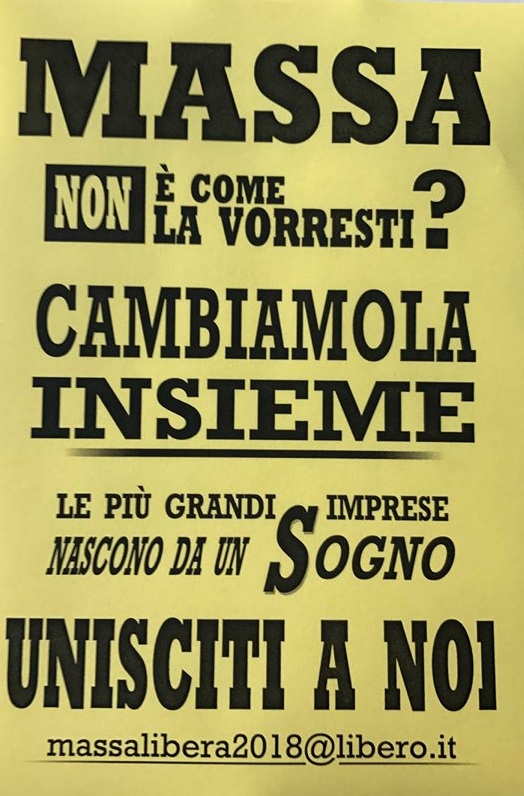 MASSA
NON È COME
LA VORRESTI?
CAMBIAMOLA
INSIEME
LE PIÙ GRANDI IMPRESE
NASCONO DA UN SOGNO
UNISCITI A NOI
massalibera2018@libero.it